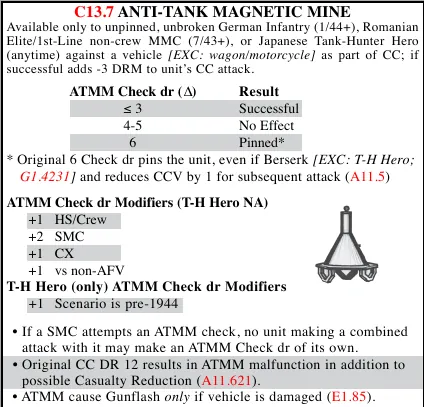 C13.7 ANTI-TANK MAGNETIC MINE
Available only to unpinned, unbroken German Infantry (1/44+), Romanian
Elite/1st-Line non-crew MMC (7/43+), or Japanese Tank-Hunter Hero
(anytime) against a vehicle [EXC: wagon/motorcycle] as part of CC; if
successful adds -3 DRM to unit's CC attack.
ATMM Check dr (Δ) Result
≤ 3 Successful
4-5 No Effect
6 Pinned*
* Original 6 Check dr pins the unit, even if Berserk [EXC: T-H Hero;
G1.4231] and reduces CCV by 1 for subsequent attack (A11.5)
ATMM Check dr Modifiers (T-H Hero NA)
+1 HS/Crew
+2 SMC
+1 CX
+1 vs non-AFV
T-H Hero (only) ATMM Check dr Modifiers
+1 Scenario is pre-1944
• If a SMC attempts an ATMM check, no unit making a combined
attack with it may make an ATMM Check dr of its own.
• Original CC DR 12 results in ATMM malfunction in addition to
possible Casualty Reduction (A11.621).
• ATMM cause Gunflash only if vehicle is damaged (E1.85).